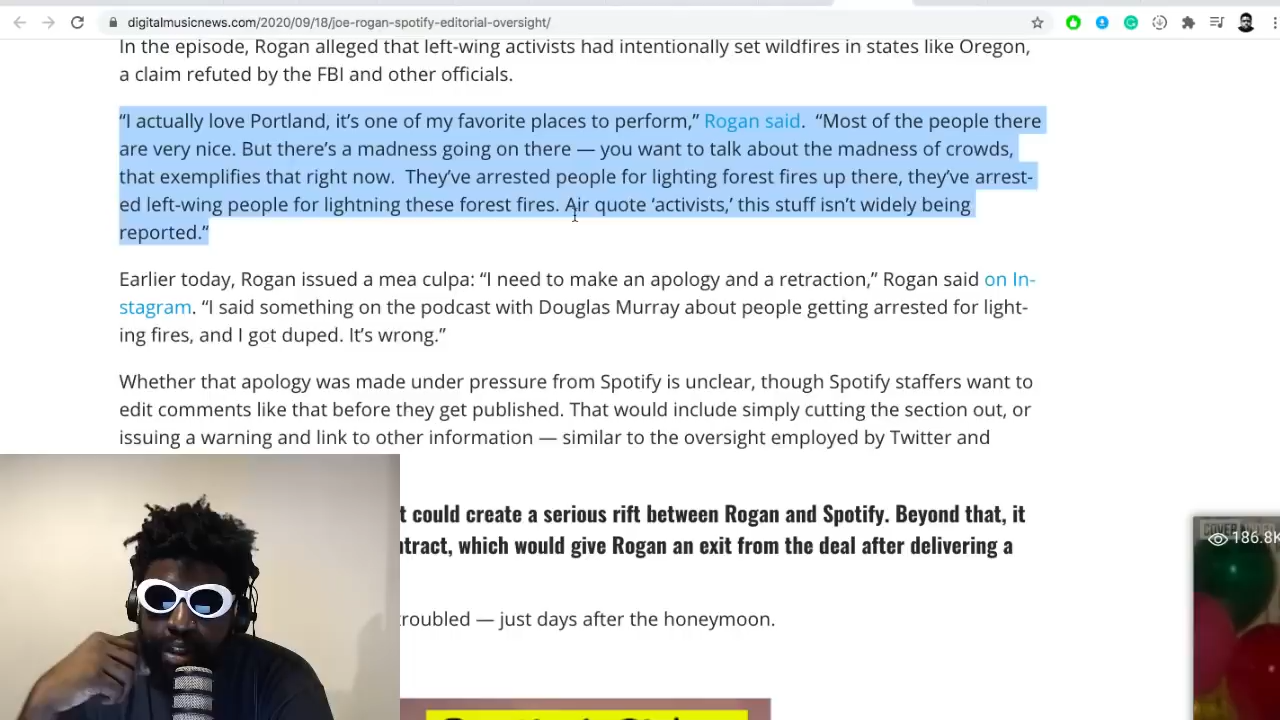 digitalmusicnews.com/2020/09/18/joe-rogan-spotify-editorial-oversight/
In the episode, Rogan alleged that left-wing activists had intentionally set wildfires in states like Oregon,
a claim refuted by the FBI and other officials.
“I actually love Portland, it’s one of my favorite places to perform,” Rogan said. “Most of the people there
are very nice. But there’s a madness going on there — you want to talk about the madness of crowds,
that exemplifies that right now. They’ve arrested people for lighting forest fires up there, they’ve arrest-
ed left-wing people for lightning these forest fires. Air quote ‘activists,’ this stuff isn’t widely being
reported.”
Earlier today, Rogan issued a mea culpa: “I need to make an apology and a retraction,” Rogan said on In-
stagram. “I said something on the podcast with Douglas Murray about people getting arrested for light-
ing fires, and I got duped. It’s wrong.”
Whether that apology was made under pressure from Spotify is unclear, though Spotify staffers want to
edit comments like that before they get published. That would include simply cutting the section out, or
issuing a warning and link to other information — similar to the oversight employed by Twitter and
t could create a serious rift between Rogan and Spotify. Beyond that, it
ntract, which would give Rogan an exit from the deal after delivering a
troubled — just days after the honeymoon.
186.8K